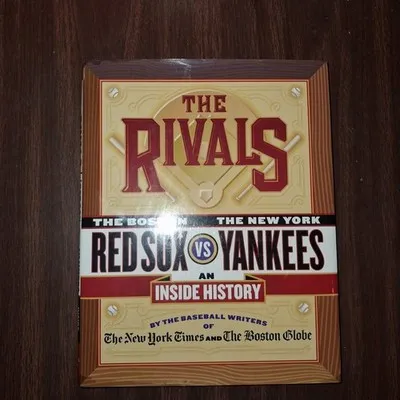 THE
RIVALS
THE BOSTON THE NEW YORK
RED SOX VS YANKEES
AN
INSIDE HISTORY
BY THE BASEBALL WRITERS
OF
The New York Times AND The Boston Globe